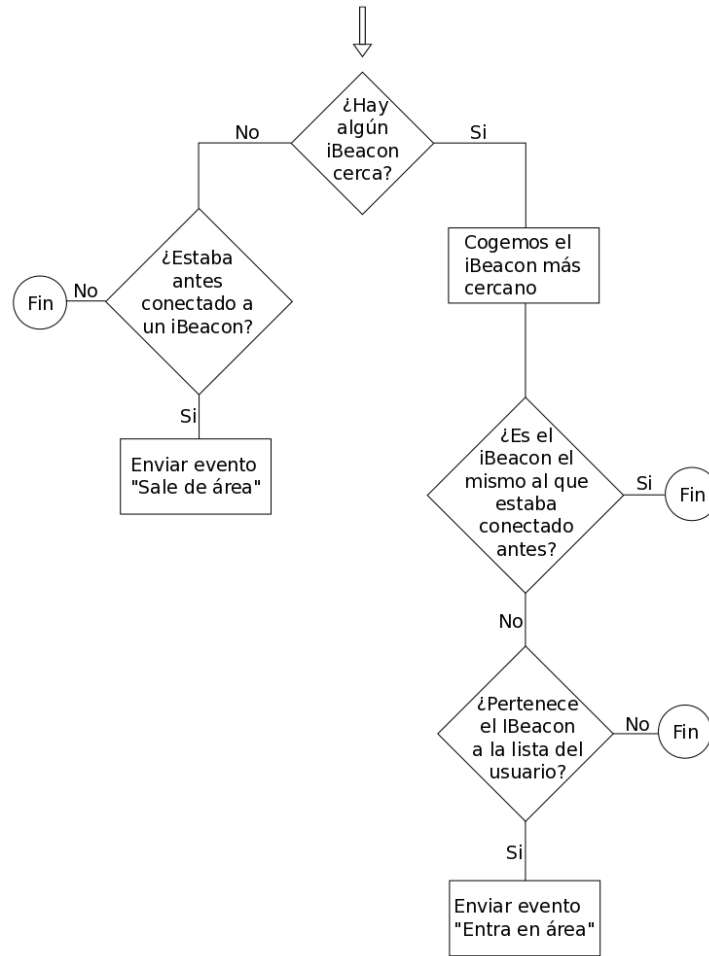 ¿Hay
algún
iBeacon
cerca?
No
Si
¿Estaba
antes
conectado a
un iBeacon?
No
Fin
Si
Enviar evento
"Sale de área"
Cogemos el
iBeacon más
cercano
¿Es el
iBeacon el
mismo al que
estaba
conectado
antes?
Si
Fin
No
¿Pertenece
el IBeacon
a la lista del
usuario?
No
Fin
Si
Enviar evento
"Entra en área"